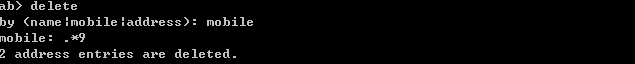 ab> delete
by (name|mobile|address): mobile
mobile: .*9
2 address entries are deleted.